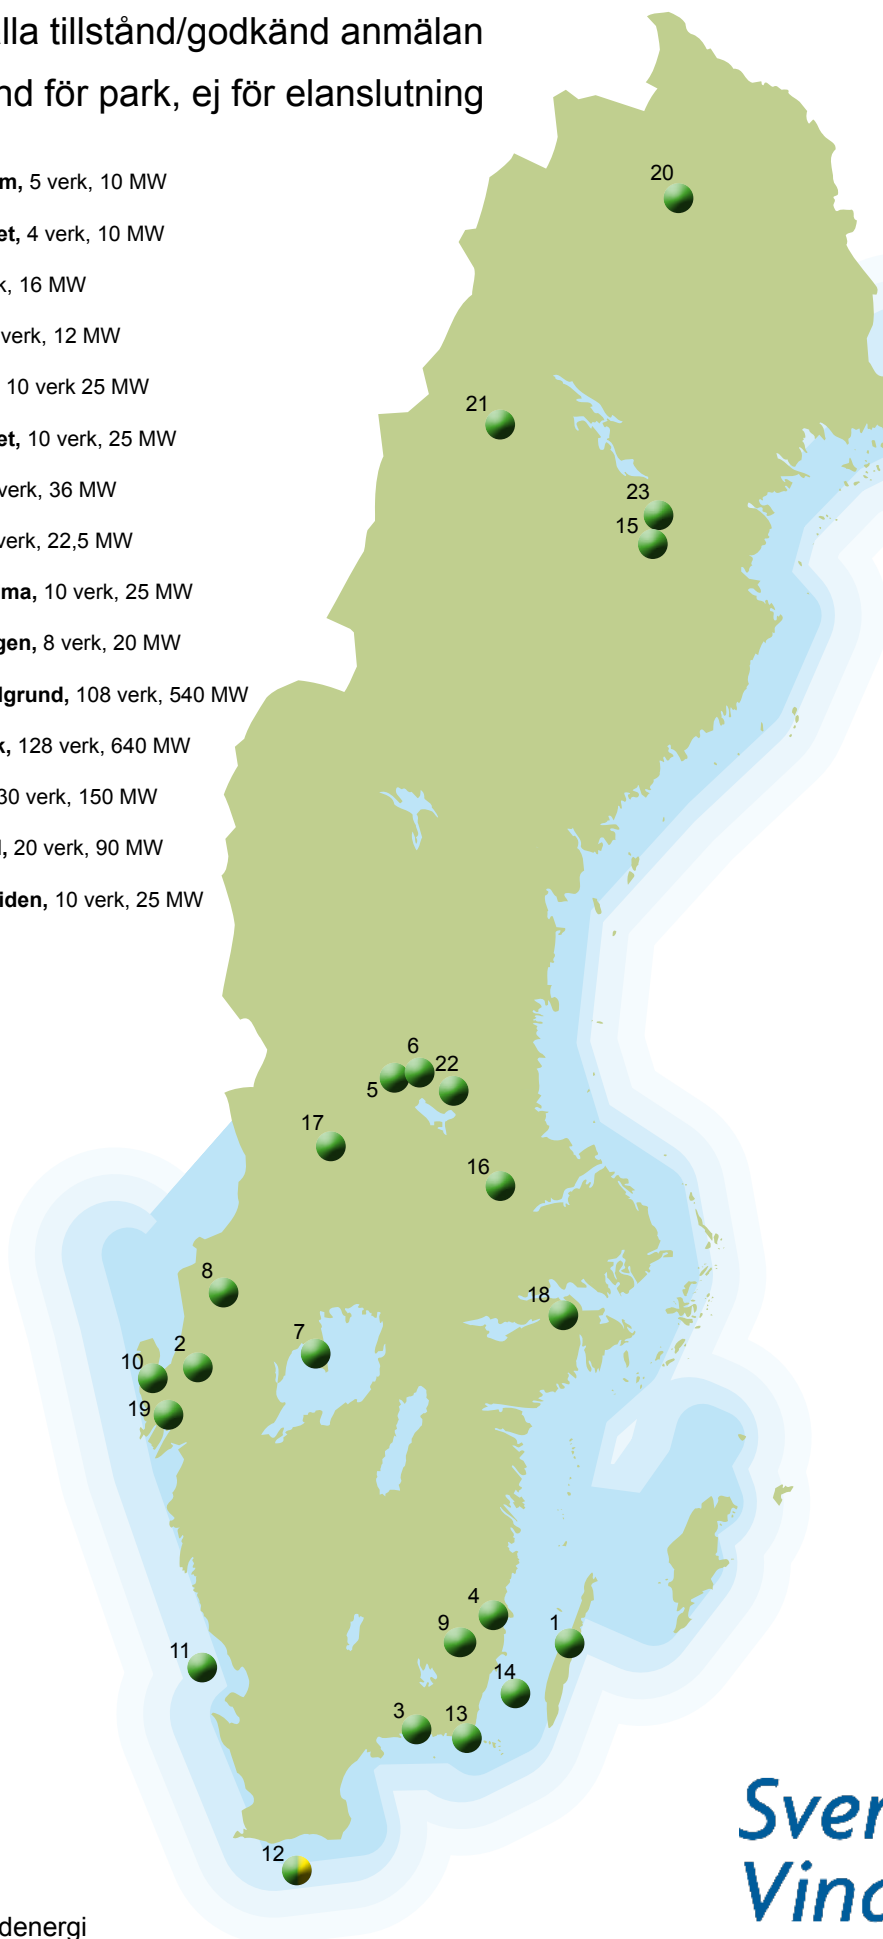 lla tillstånd/godkänd anmälan
nd för park, ej för elanslutning
m, 5 verk, 10 MW
et, 4 verk, 10 MW
k, 16 MW
verk, 12 MW
10 verk 25 MW
et, 10 verk, 25 MW
verk, 36 MW
verk, 22,5 MW
ma, 10 verk, 25 MW
gen, 8 verk, 20 MW
lgrund, 108 verk, 540 MW
k, 128 verk, 640 MW
30 verk, 150 MW
l, 20 verk, 90 MW
iden, 10 verk, 25 MW
20
21
23
15
6
22
5
17
16
8
18
7
2
10
19
4
9
1
11
14
3
13
12
Sven
Vind
denergi